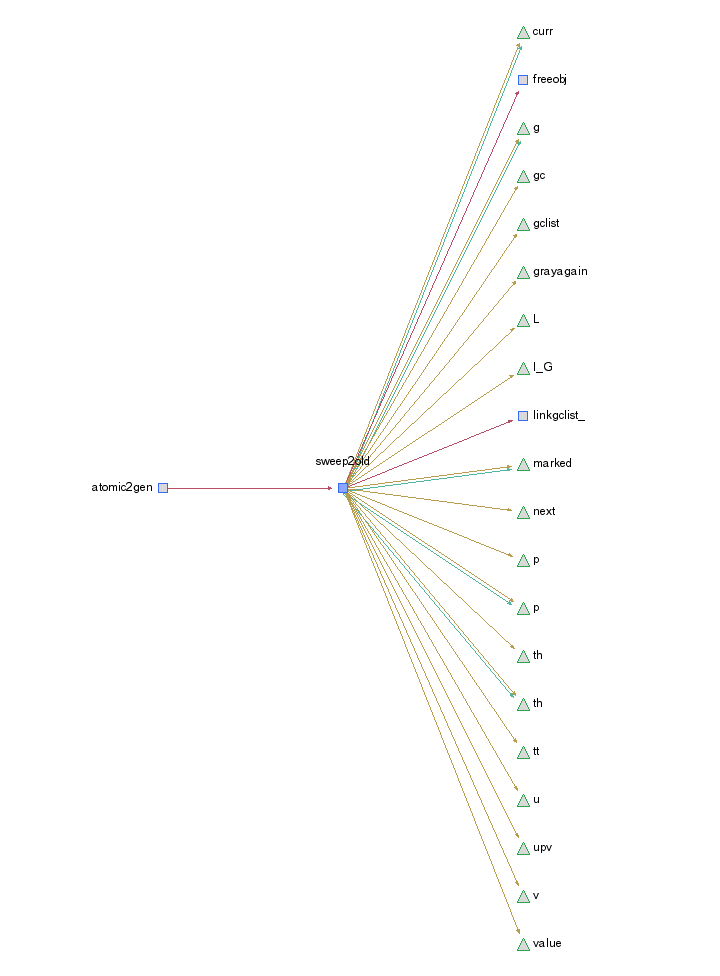 curr
freeobj
g
gc
gclist
grayagain
L
l_G
linkgclist_
sweep2old
marked
atomic2gen
next
p
p
th
th
tt
u
upv
v
value